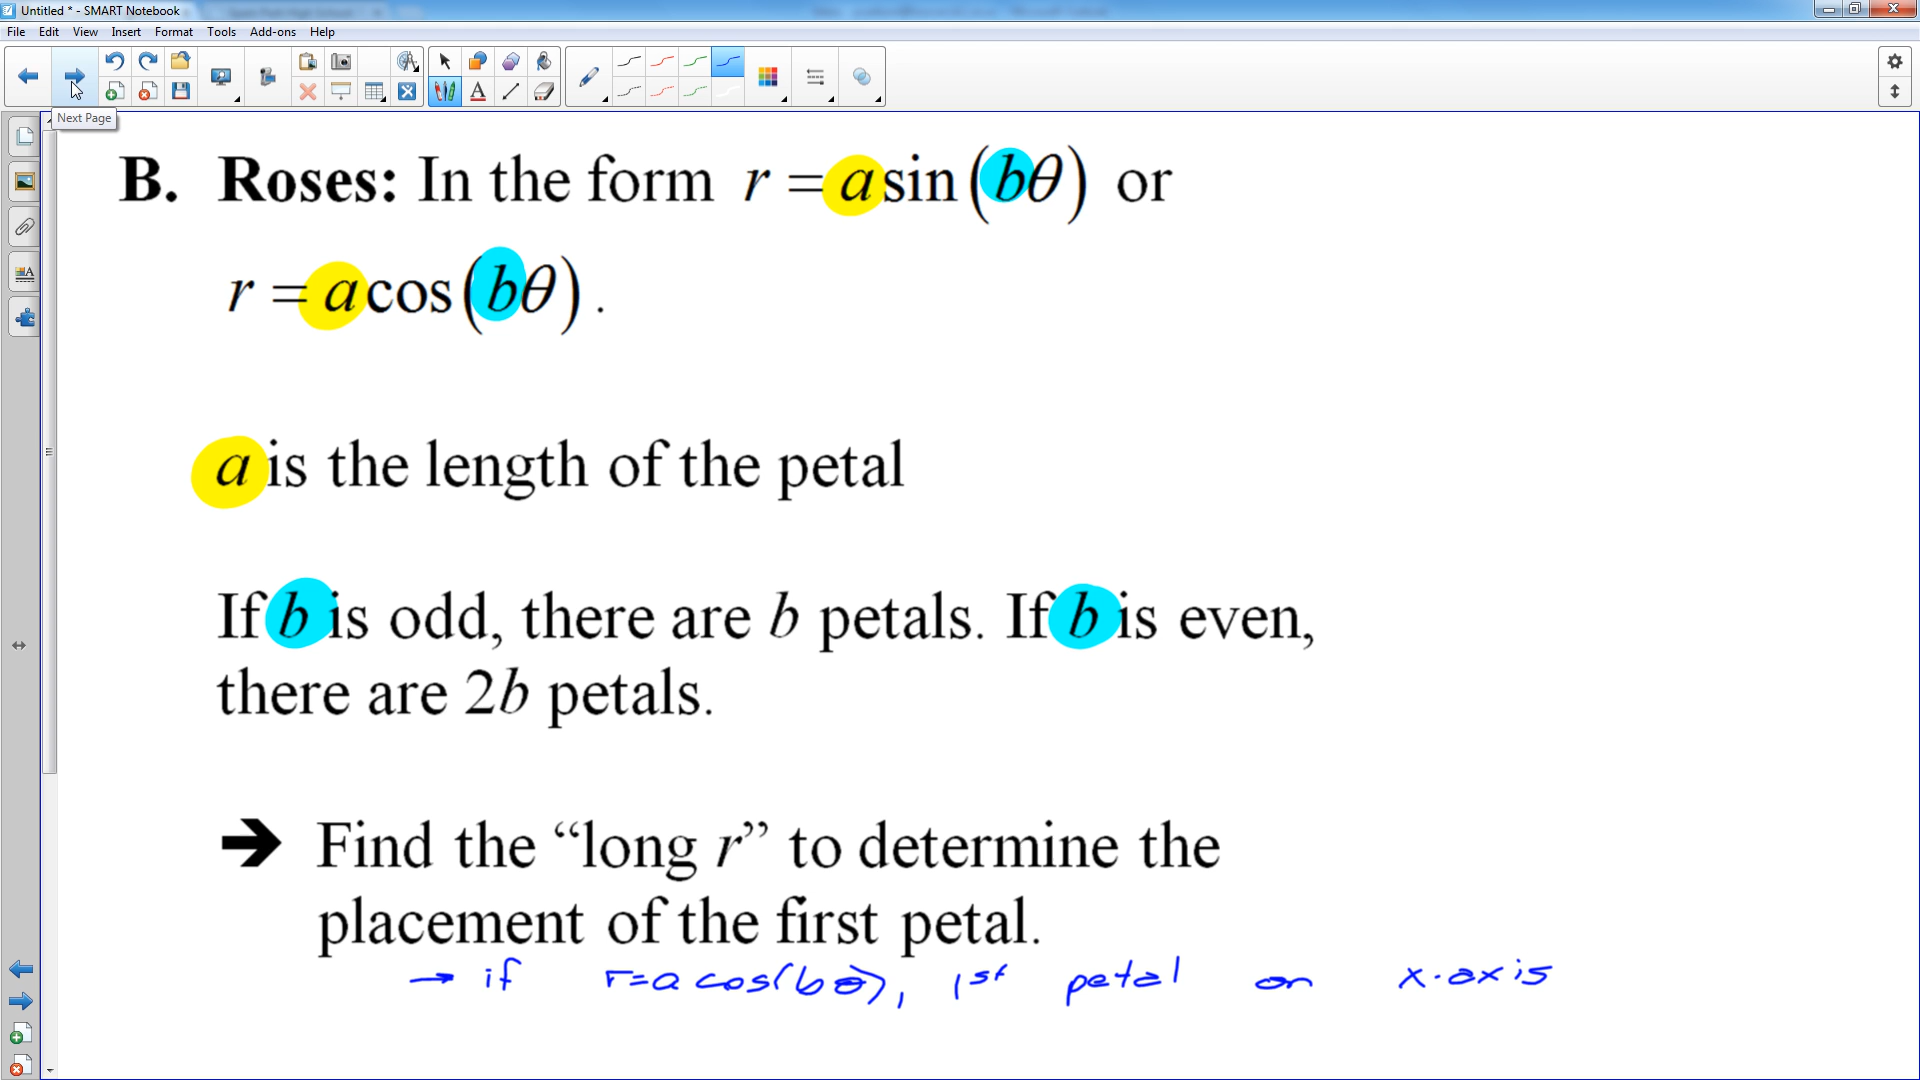 Untitled * - SMART Notebook
File Edit View Insert Format Tools Add-ons Help
Next Page
B. Roses: In the form r = a sin(bθ) or
r = a cos(bθ).
a is the length of the petal
If b is odd, there are b petals. If b is even,
there are 2b petals.
➔ Find the “long r” to determine the
placement of the first petal.
→ if r=a cos(bθ), 1st petal on x-axis